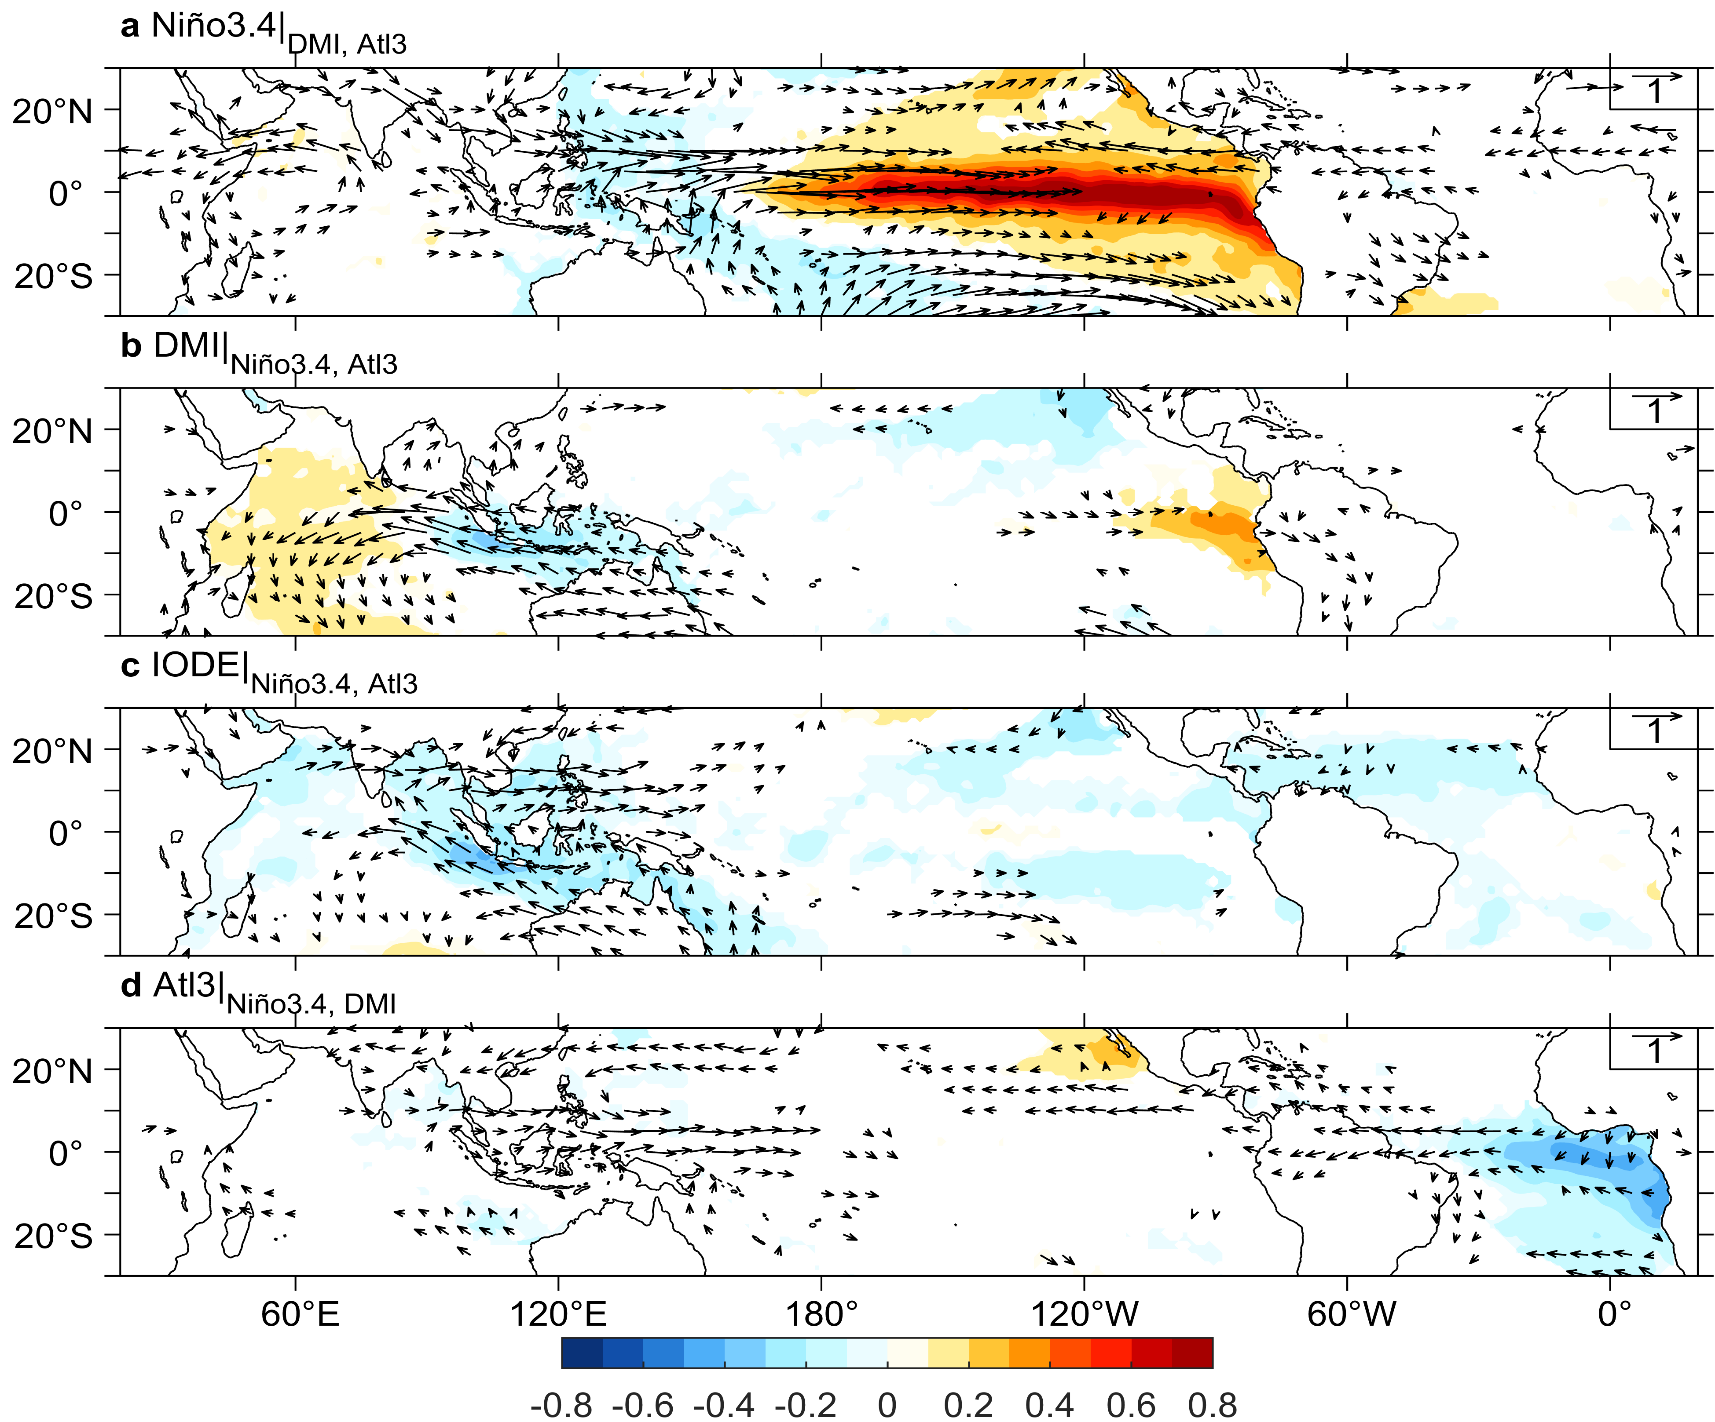 a Niño3.4|DMI, Atl3
1
20°N
0°
20°S
b DMI|Niño3.4, Atl3
1
20°N
0°
20°S
c IODE|Niño3.4, Atl3
1
20°N
0°
20°S
d Atl3|Niño3.4, DMI
1
20°N
0°
20°S
60°E 120°E 180° 120°W 60°W 0°
-0.8 -0.6 -0.4 -0.2 0 0.2 0.4 0.6 0.8